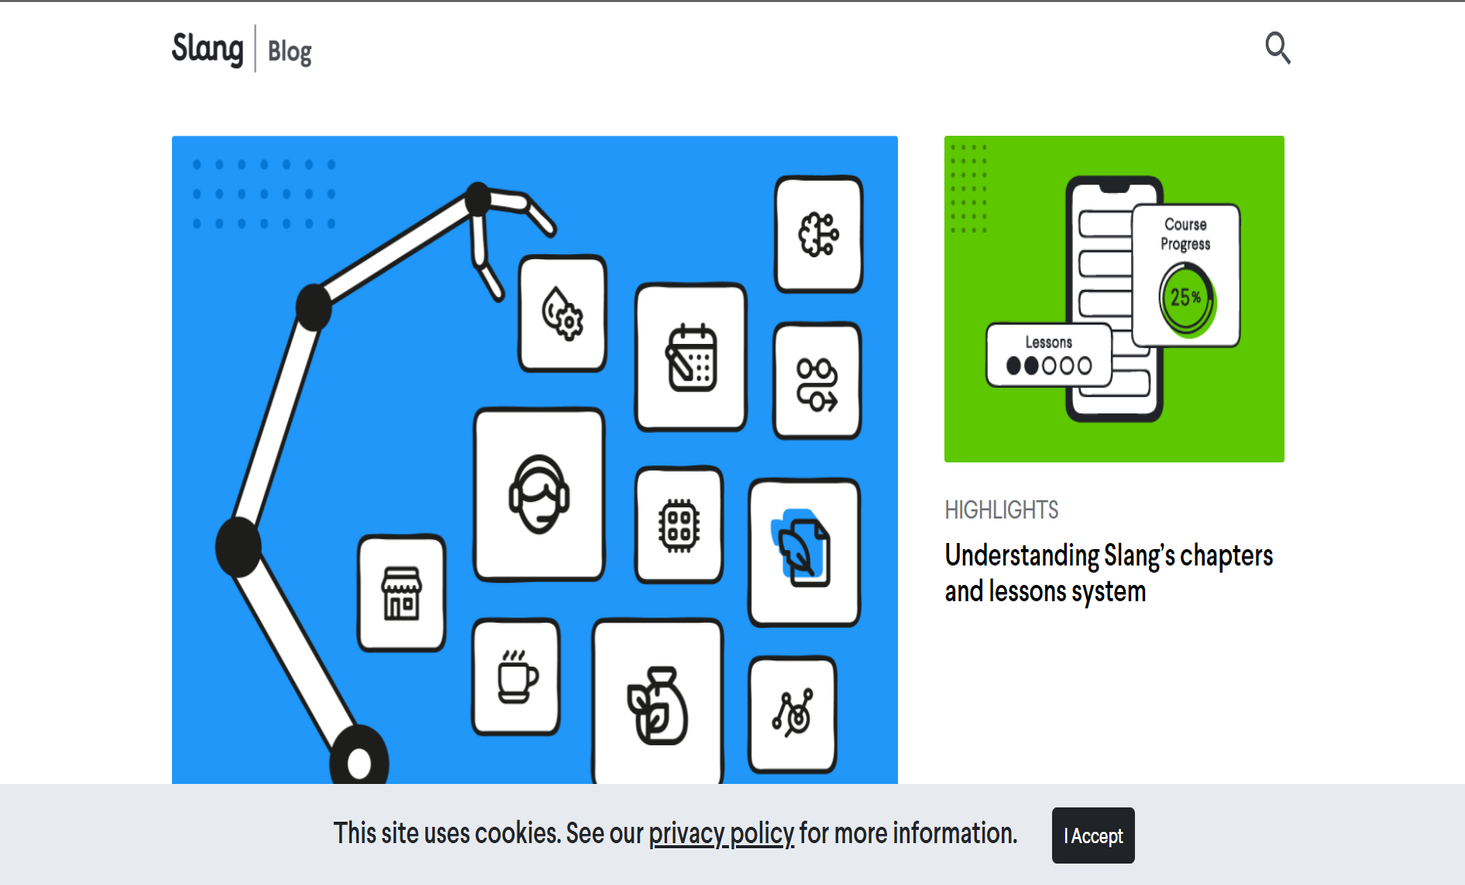 Slang | Blog
Course
Progress
25%
Lessons
HIGHLIGHTS
Understanding Slang’s chapters
and lessons system
This site uses cookies. See our privacy policy for more information.
I Accept